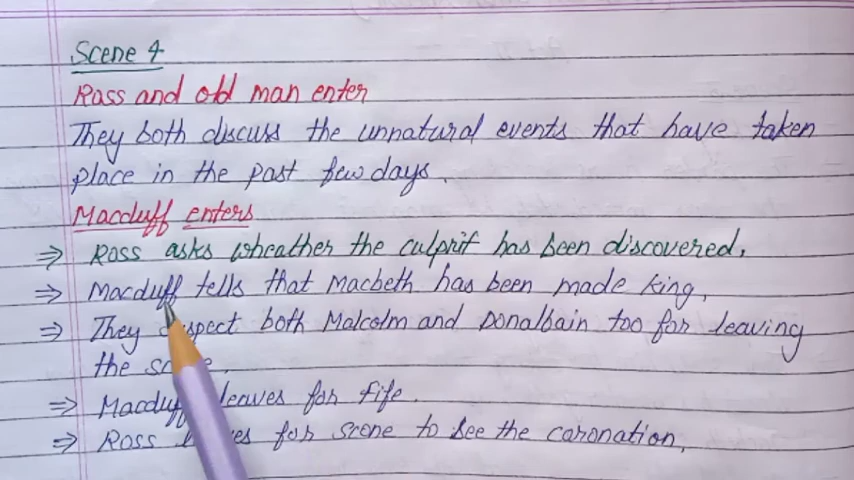 Scene 4
Ross and old man enter
They both discuss the unnatural events that have taken
place in the past few days.
Macduff enters
⇒ Ross asks wheather the culprit has been discovered,
⇒ Macduff tells that Macbeth has been made king,
⇒ They both Malcolm and Donalbain too for leaving
the
⇒ Macduff leaves for fife.
⇒ Ross for scone to see the coronation,